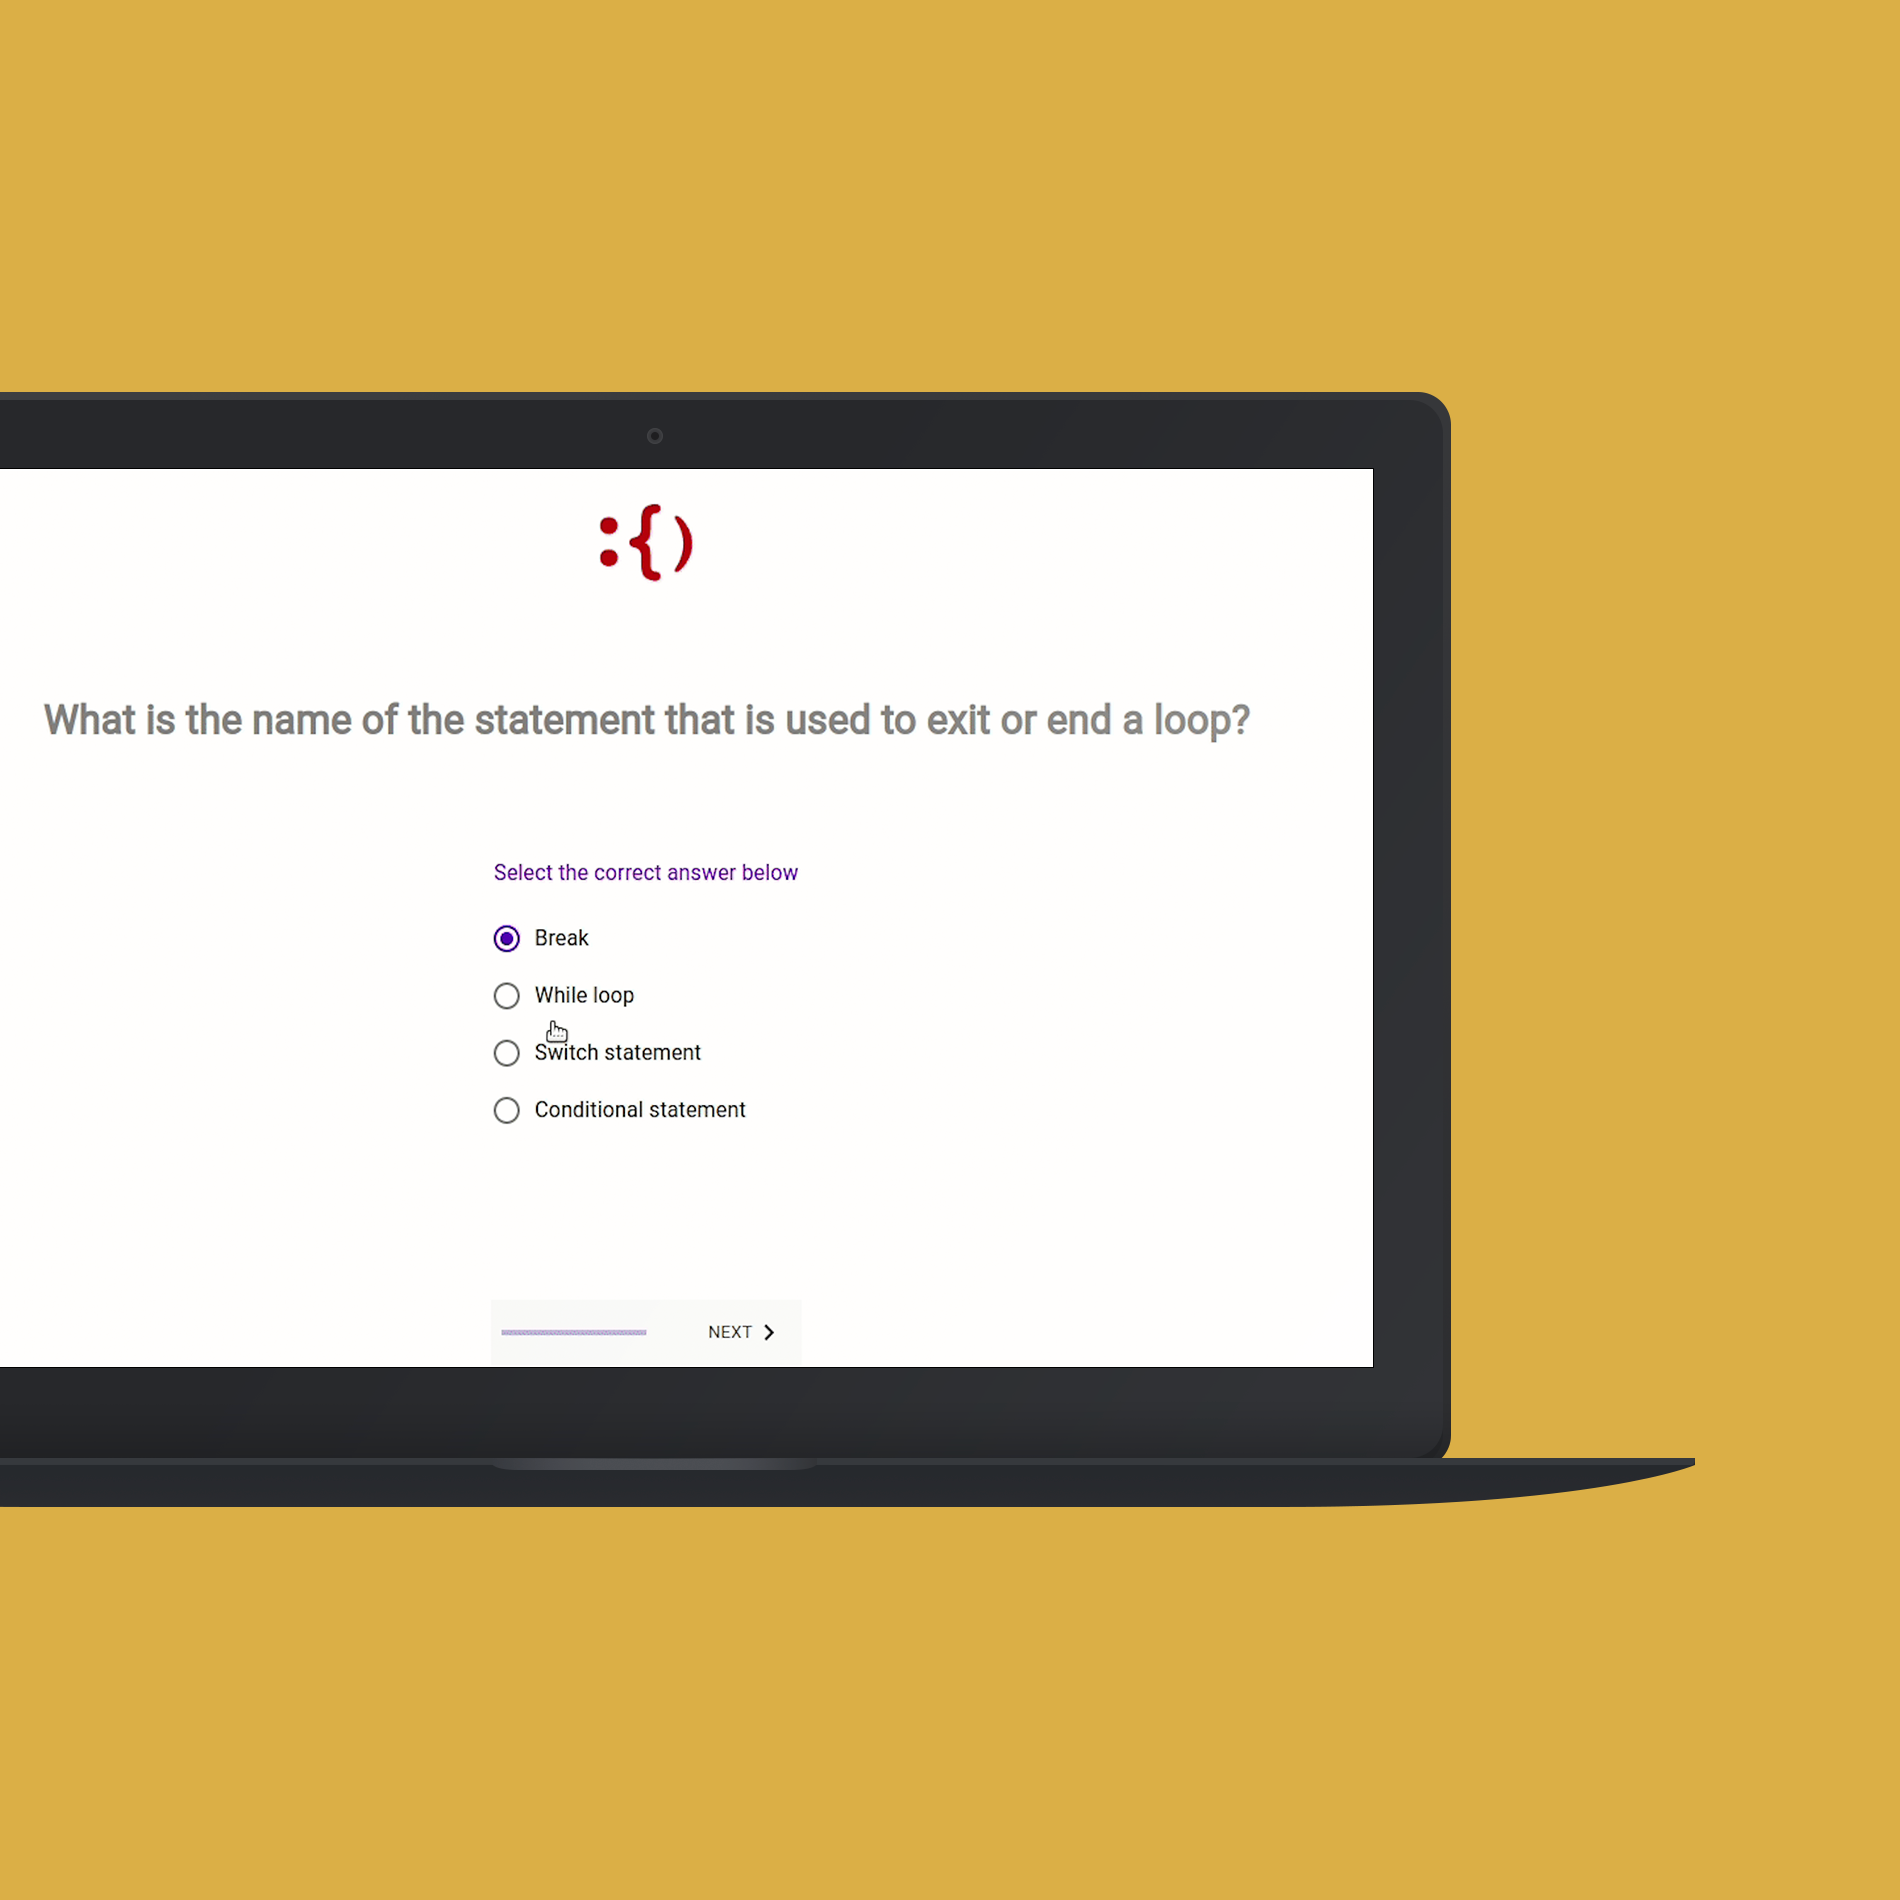 :{)
What is the name of the statement that is used to exit or end a loop?
Select the correct answer below
Break
While loop
Switch statement
Conditional statement
NEXT